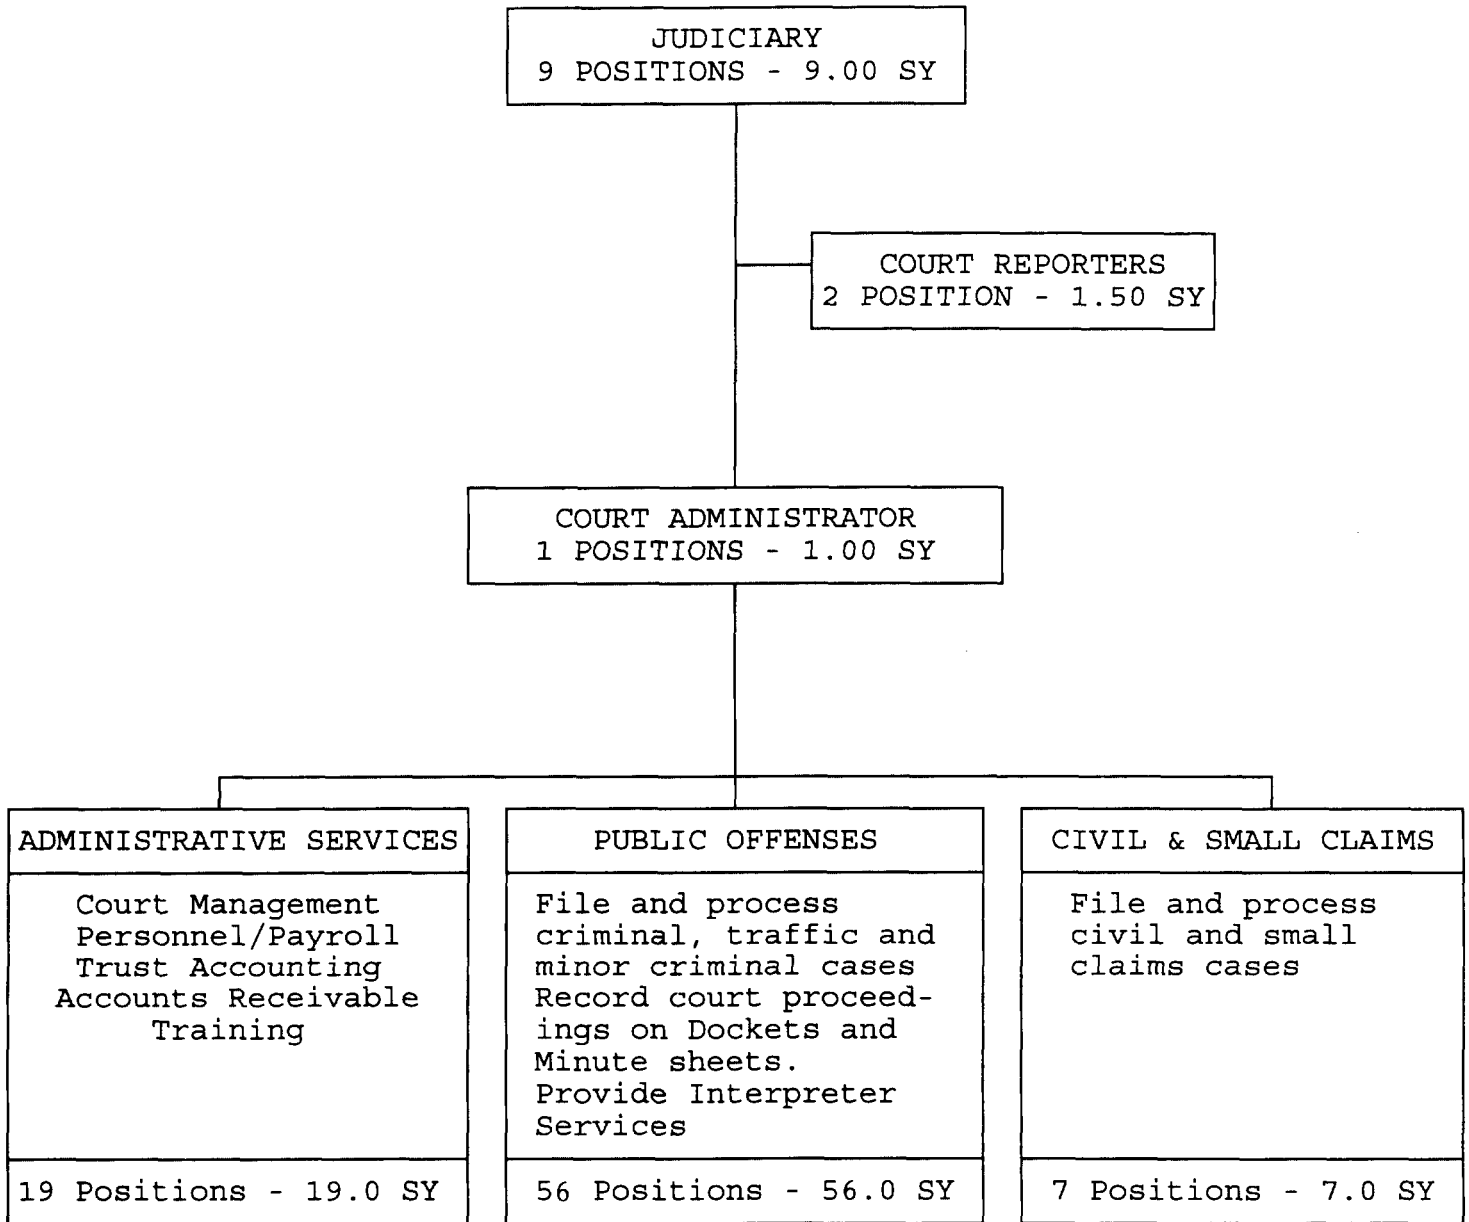 JUDICIARY
9 POSITIONS - 9.00 SY
COURT REPORTERS
2 POSITION - 1.50 SY
COURT ADMINISTRATOR
1 POSITIONS - 1.00 SY
ADMINISTRATIVE SERVICES
Court Management
Personnel/Payroll
Trust Accounting
Accounts Receivable
Training
19 Positions - 19.0 SY
PUBLIC OFFENSES
File and process
criminal, traffic and
minor criminal cases
Record court proceed-
ings on Dockets and
Minute sheets.
Provide Interpreter
Services
56 Positions - 56.0 SY
CIVIL & SMALL CLAIMS
File and process
civil and small
claims cases
7 Positions - 7.0 SY